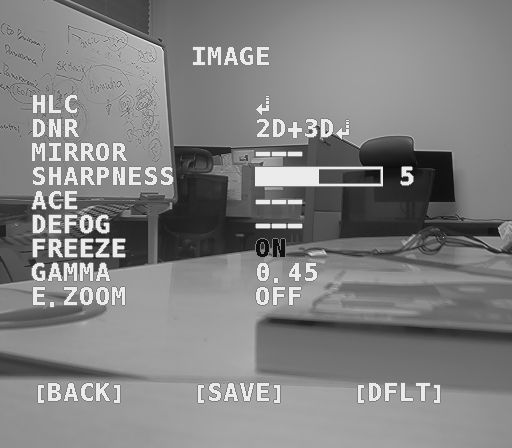 IMAGE
HLC ↲
DNR 2D+3D↲
MIRROR ---
SHARPNESS 5
ACE ---
DEFOG ---
FREEZE ON
GAMMA 0.45
E.ZOOM OFF
[BACK] [SAVE] [DFLT]